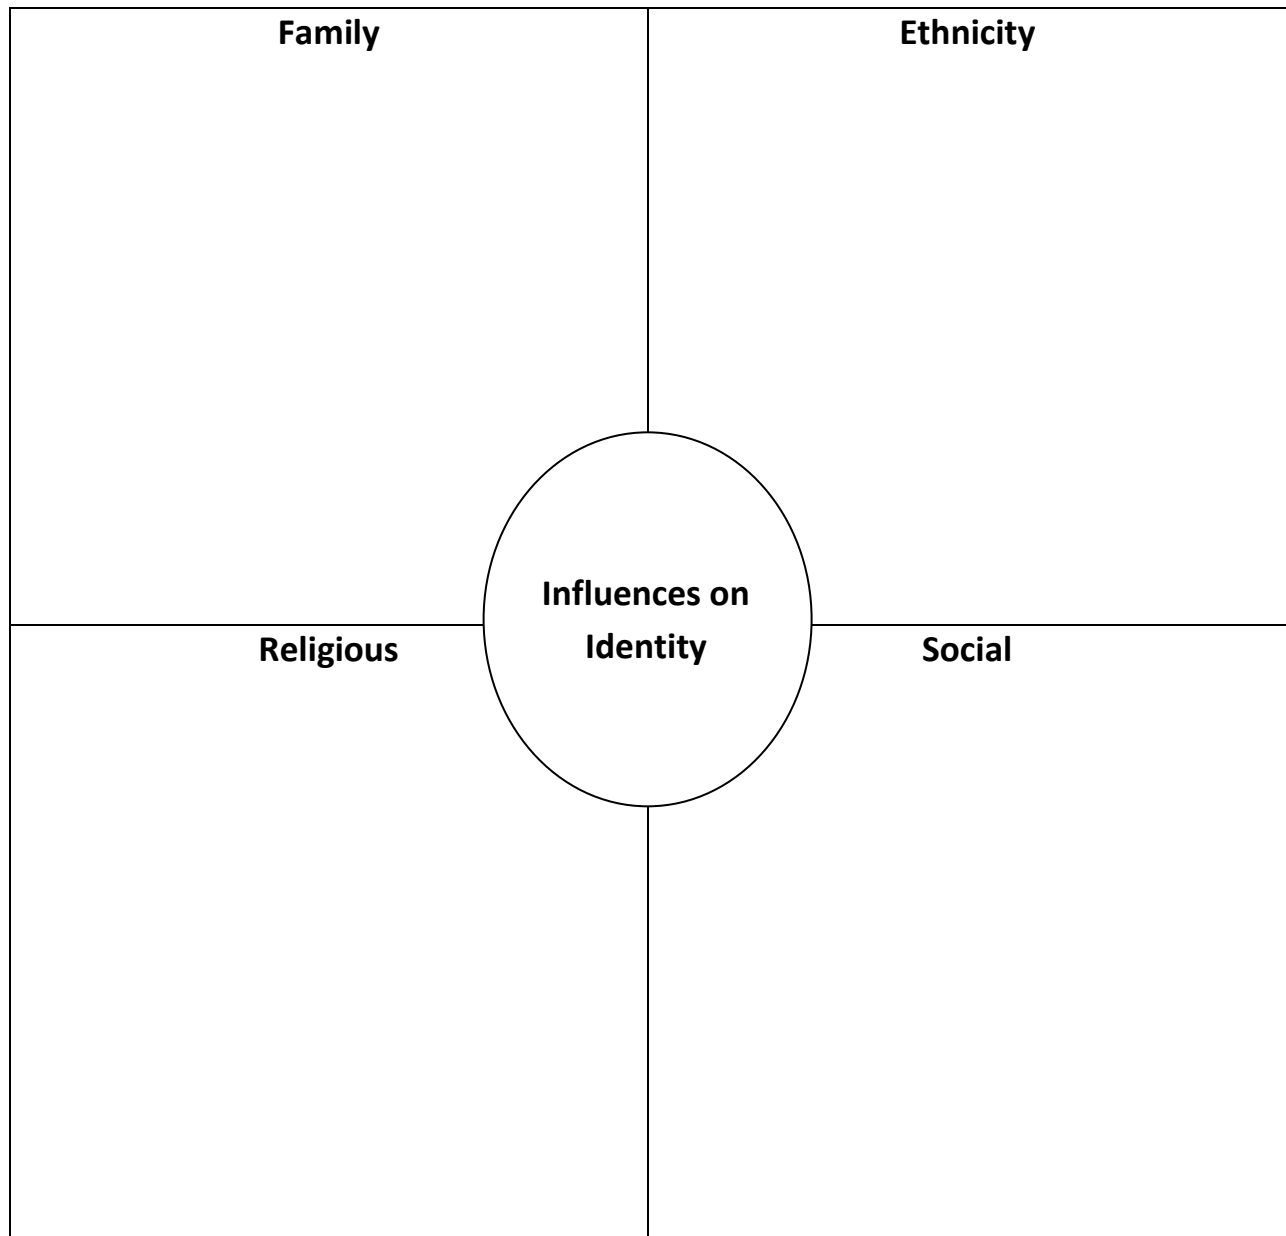 Family
Ethnicity
Influences on
Identity
Religious
Social